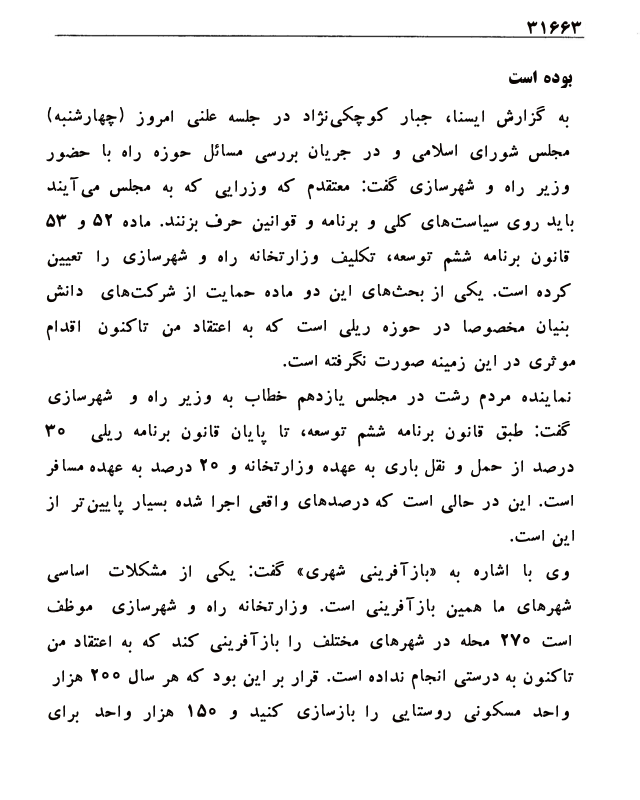 ۳۱۶۶۳
بوده است
به گزارش ایسنا، جبار کوچکی‌نژاد در جلسه علنی امروز (چهارشنبه)
مجلس شورای اسلامی و در جریان بررسی مسائل حوزه راه با حضور
وزیر راه و شهرسازی گفت: معتقدم که وزرایی که به مجلس می‌آیند
باید روی سیاست‌های کلی و برنامه و قوانین حرف بزنند. ماده ۵۲ و ۵۳
قانون برنامه ششم توسعه، تکلیف وزارتخانه راه و شهرسازی را تعیین
کرده است. یکی از بحث‌های این دو ماده حمایت از شرکت‌های دانش
بنیان مخصوصا در حوزه ریلی است که به اعتقاد من تاکنون اقدام
موثری در این زمینه صورت نگرفته است.
نماینده مردم رشت در مجلس یازدهم خطاب به وزیر راه و شهرسازی
گفت: طبق قانون برنامه ششم توسعه، تا پایان قانون برنامه ریلی ۳۰
درصد از حمل و نقل باری به عهده وزارتخانه و ۲۰ درصد به عهده مسافر
است. این در حالی است که درصدهای واقعی اجرا شده بسیار پایین‌تر از
این است.
وی با اشاره به «بازآفرینی شهری» گفت: یکی از مشکلات اساسی
شهرهای ما همین بازآفرینی است. وزارتخانه راه و شهرسازی موظف
است ۲۷۰ محله در شهرهای مختلف را بازآفرینی کند که به اعتقاد من
تاکنون به درستی انجام نداده است. قرار بر این بود که هر سال ۲۰۰ هزار
واحد مسکونی روستایی را بازسازی کنید و ۱۵۰ هزار واحد برای